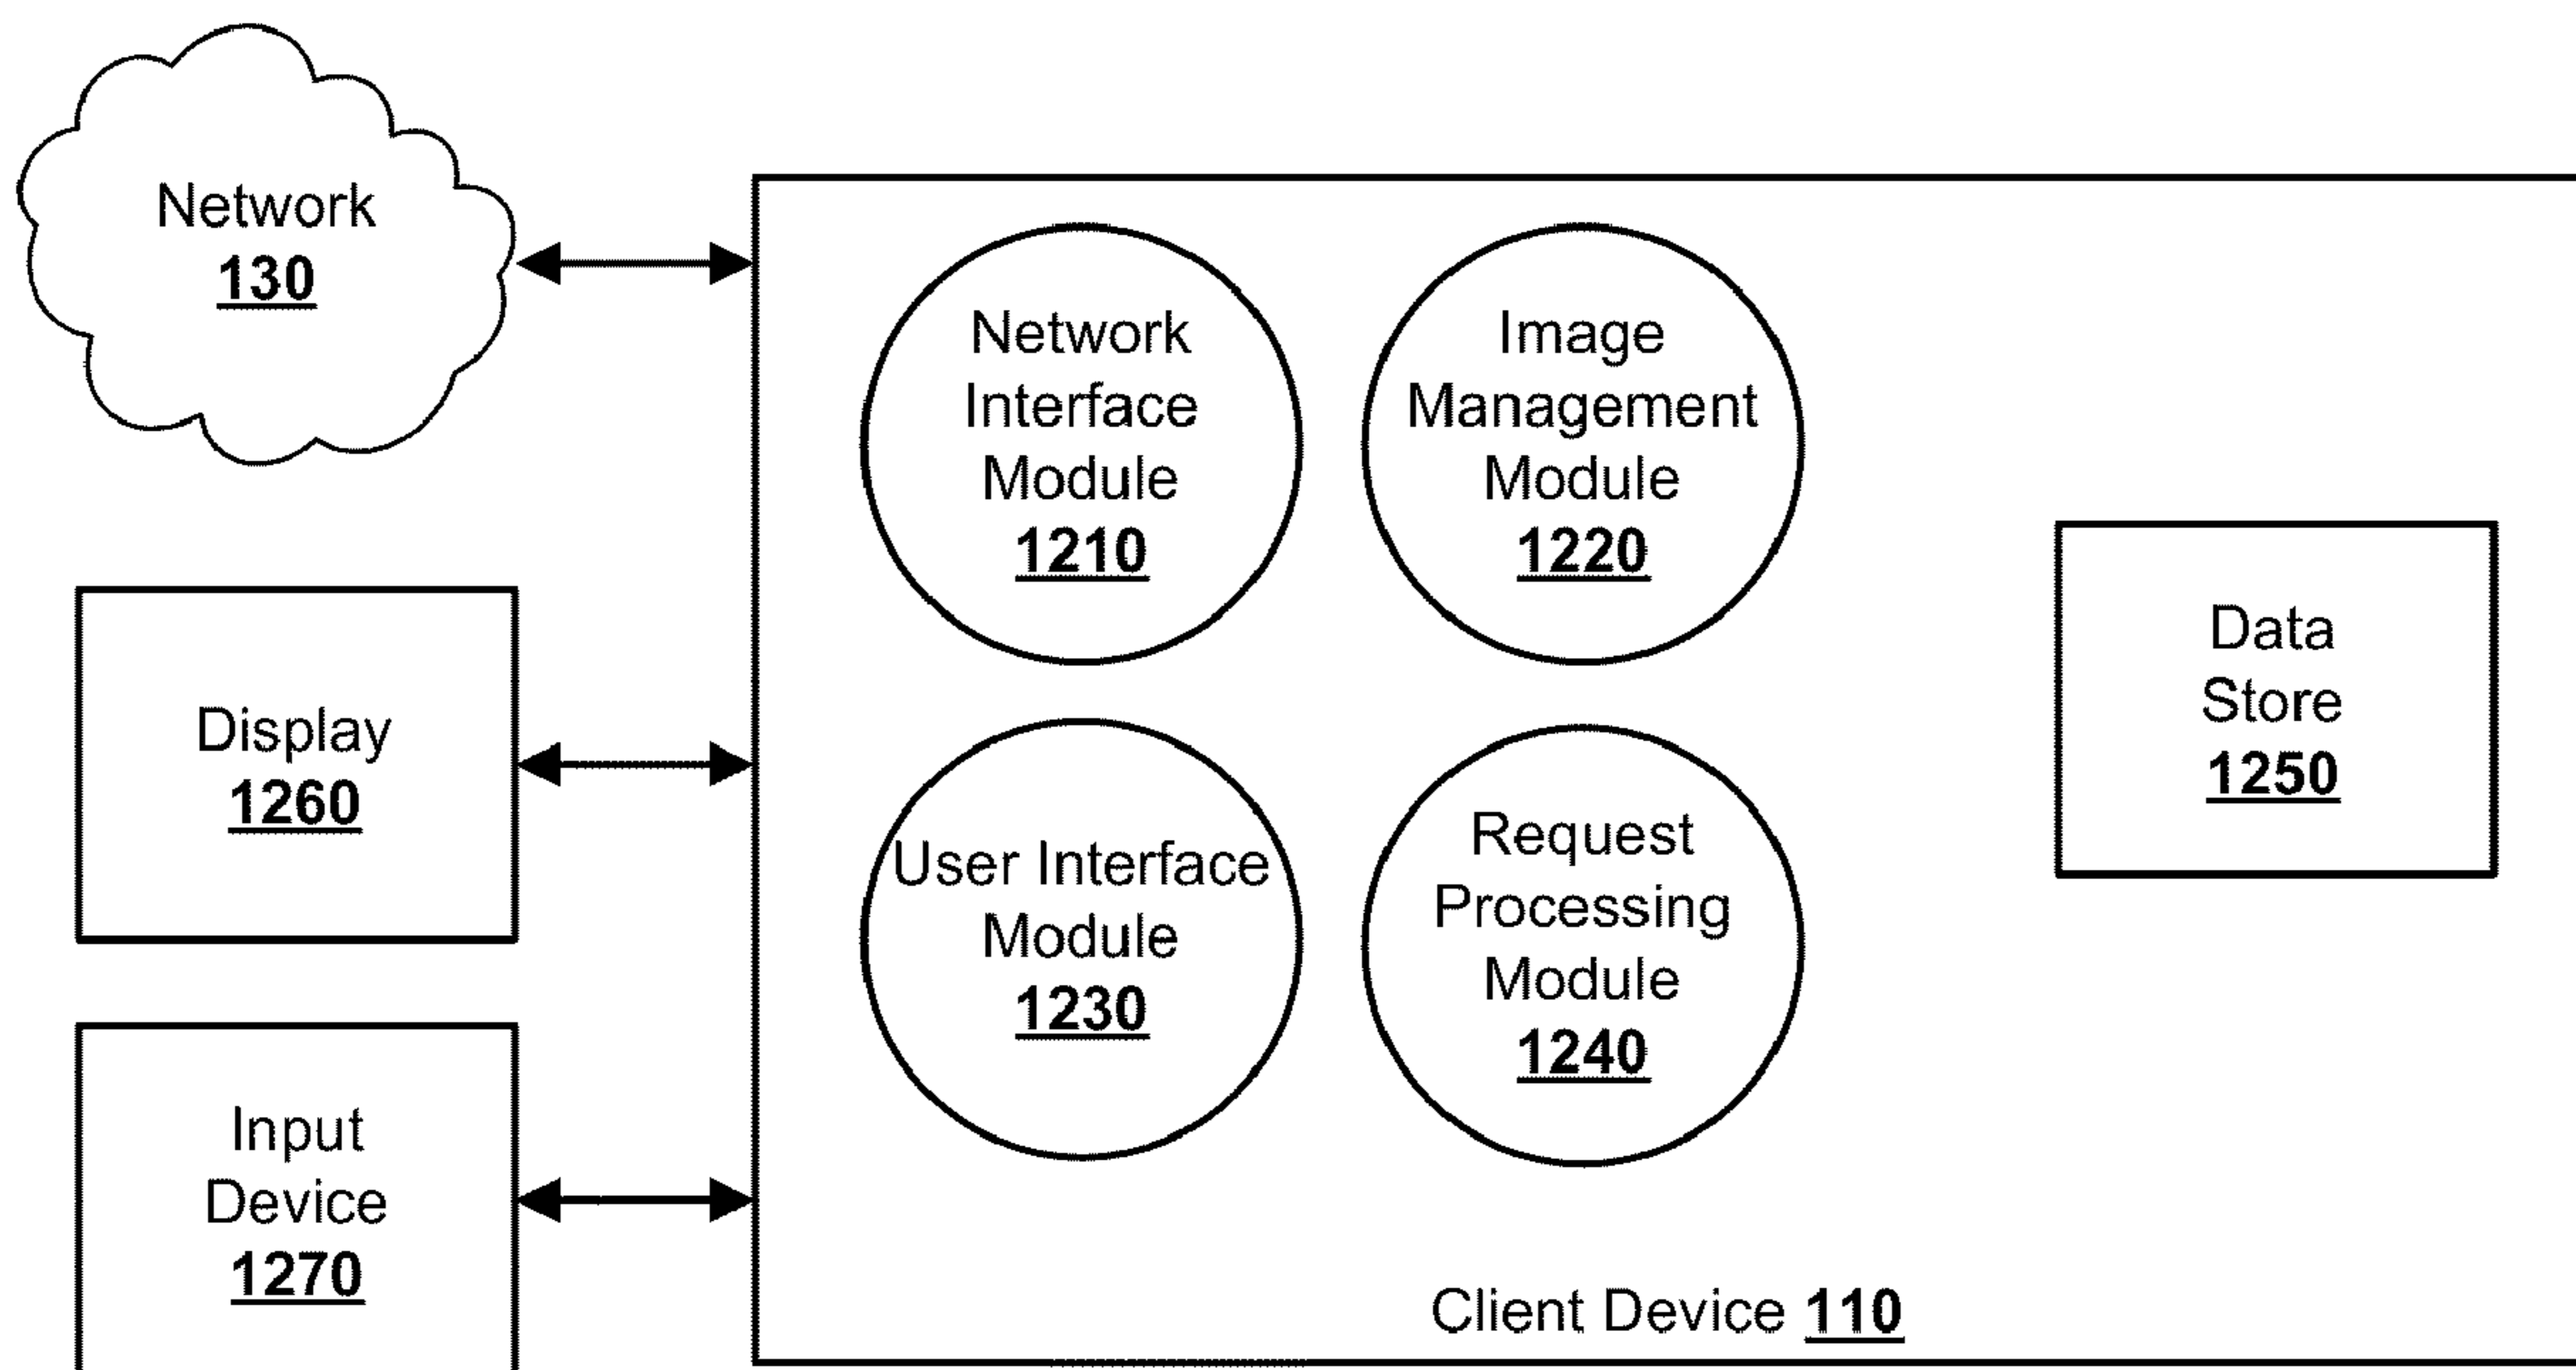 Network
130
Network
Interface
Module
1210
Image
Management
Module
1220
Display
1260
Data
Store
1250
User Interface
Module
1230
Request
Processing
Module
1240
Input
Device
1270
Client Device 110